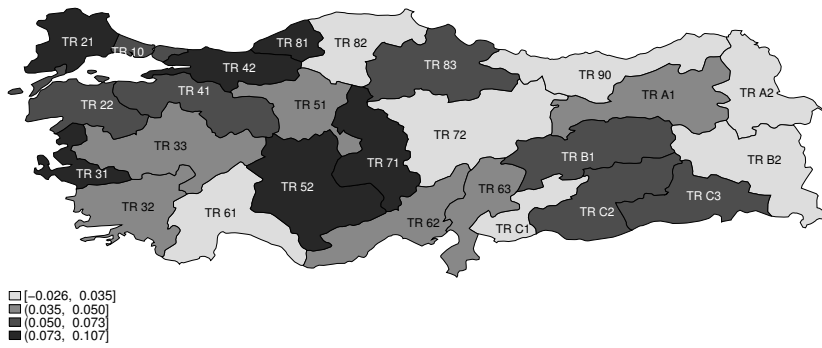 TR 21
TR 10
TR 81
TR 82
TR 42
TR 83
TR 90
TR 22
TR 41
TR 51
TR A1
TR A2
TR 33
TR 72
TR 31
TR 71
TR B1
TR B2
TR 52
TR 63
TR C3
TR 32
TR 61
TR 62
TR C1
TR C2
[−0.026, 0.035]
(0.035, 0.050]
(0.050, 0.073]
(0.073, 0.107]